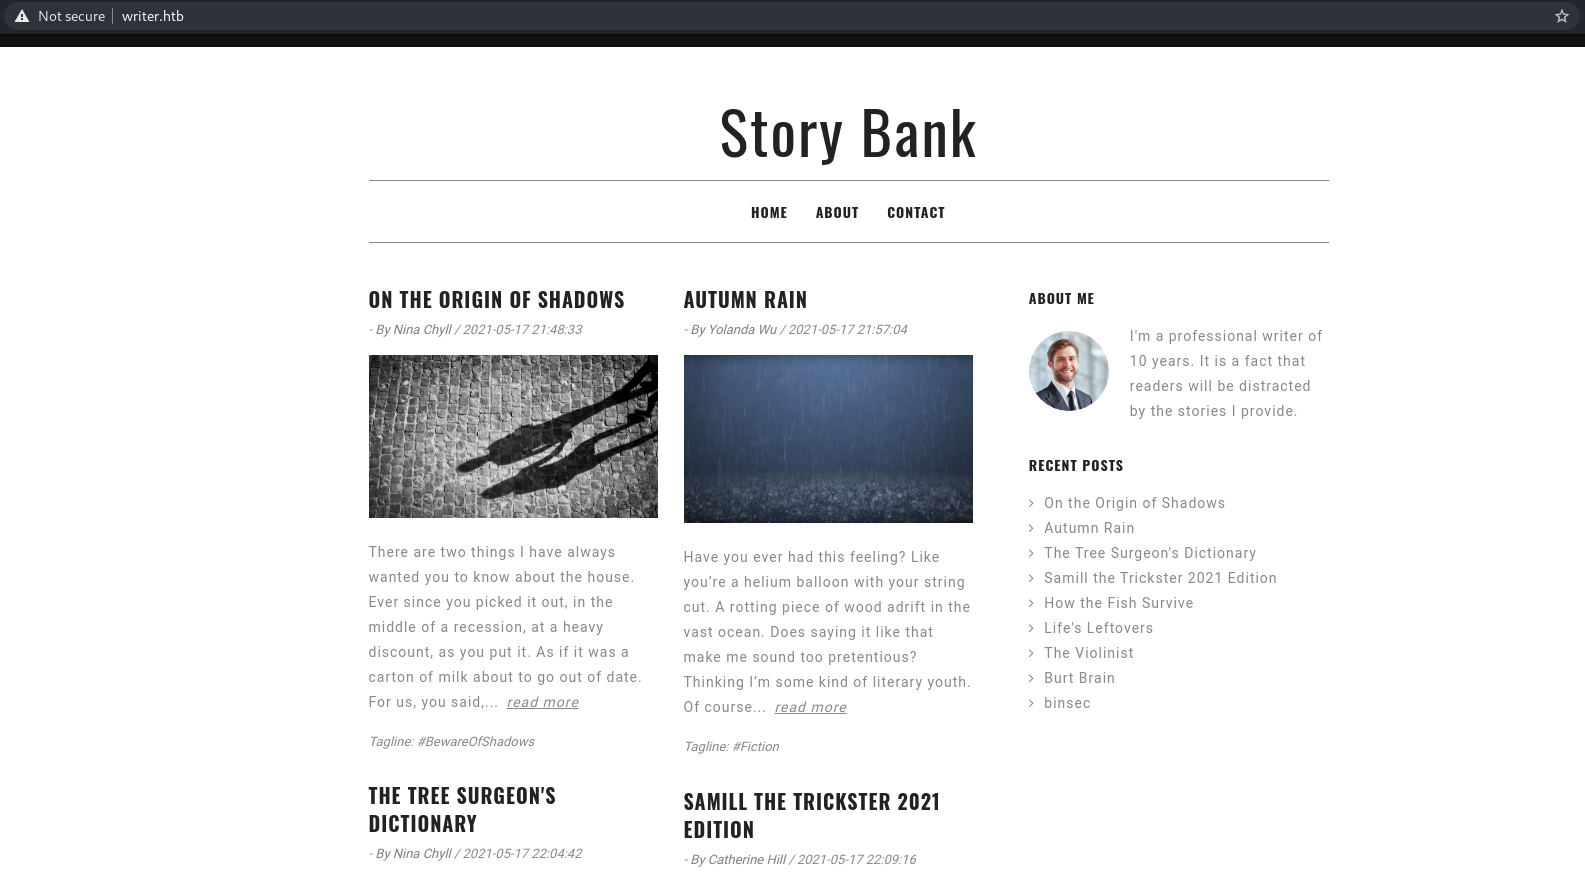 Not secure writer.htb
Story Bank
HOME ABOUT CONTACT
ON THE ORIGIN OF SHADOWS
- By Nina Chyll / 2021-05-17 21:48:33
There are two things I have always
wanted you to know about the house.
Ever since you picked it out, in the
middle of a recession, at a heavy
discount, as you put it. As if it was a
carton of milk about to go out of date.
For us, you said,... read more
Tagline: #BewareOfShadows
THE TREE SURGEON'S
DICTIONARY
- By Nina Chyll / 2021-05-17 22:04:42
AUTUMN RAIN
- By Yolanda Wu / 2021-05-17 21:57:04
Have you ever had this feeling? Like
you’re a helium balloon with your string
cut. A rotting piece of wood adrift in the
vast ocean. Does saying it like that
make me sound too pretentious?
Thinking I’m some kind of literary youth.
Of course... read more
Tagline: #Fiction
SAMILL THE TRICKSTER 2021
EDITION
- By Catherine Hill / 2021-05-17 22:09:16
ABOUT ME
I'm a professional writer of
10 years. It is a fact that
readers will be distracted
by the stories I provide.
RECENT POSTS
On the Origin of Shadows
Autumn Rain
The Tree Surgeon's Dictionary
Samill the Trickster 2021 Edition
How the Fish Survive
Life's Leftovers
The Violinist
Burt Brain
binsec